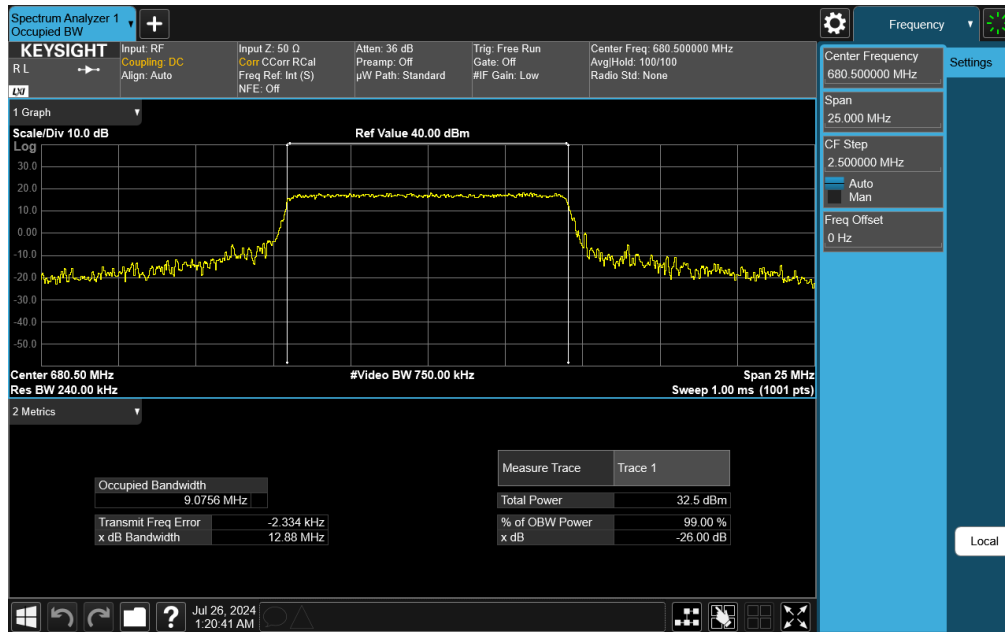 Spectrum Analyzer 1
Occupied BW
Frequency
KEYSIGHT
R L
LXI
Input: RF
Coupling: DC
Align: Auto
Input Z: 50 Ω
Corr CCorr RCal
Freq Ref: Int (S)
NFE: Off
Atten: 36 dB
Preamp: Off
µW Path: Standard
Trig: Free Run
Gate: Off
#IF Gain: Low
Center Freq: 680.500000 MHz
Avg|Hold: 100/100
Radio Std: None
Center Frequency
680.500000 MHz
Settings
Span
25.000 MHz
CF Step
2.500000 MHz
Auto
Man
Freq Offset
0 Hz
Local
1 Graph
Scale/Div 10.0 dB
Ref Value 40.00 dBm
Log
30.0
20.0
10.0
0.00
-10.0
-20.0
-30.0
-40.0
-50.0
Center 680.50 MHz
#Video BW 750.00 kHz
Span 25 MHz
Res BW 240.00 kHz
Sweep 1.00 ms (1001 pts)
2 Metrics
Occupied Bandwidth
9.0756 MHz
Transmit Freq Error -2.334 kHz
x dB Bandwidth 12.88 MHz
Measure Trace Trace 1
Total Power 32.5 dBm
% of OBW Power 99.00 %
x dB -26.00 dB
?
Jul 26, 2024
1:20:41 AM